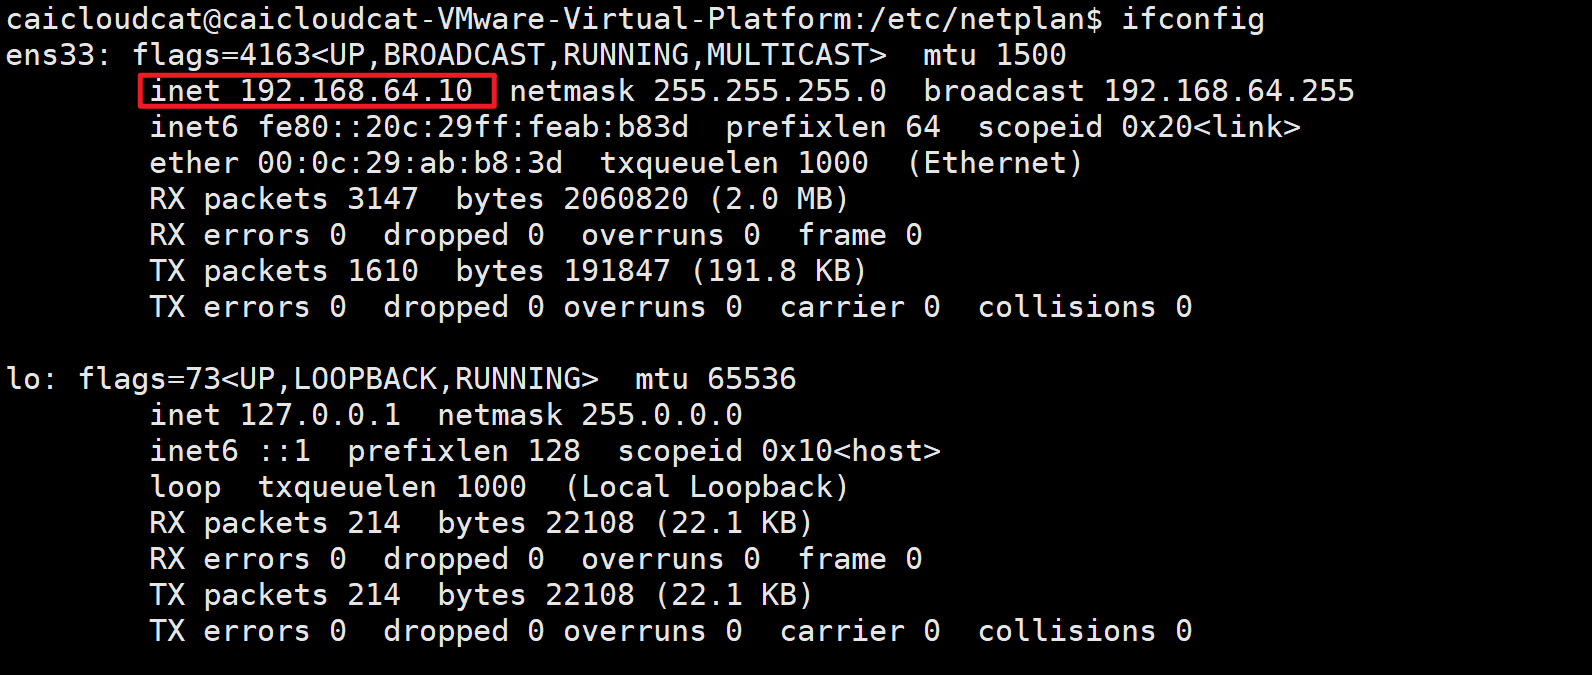 caicloudcat@caicloudcat-VMware-Virtual-Platform:/etc/netplan$ ifconfig
ens33: flags=4163<UP,BROADCAST,RUNNING,MULTICAST>  mtu 1500
        inet 192.168.64.10  netmask 255.255.255.0  broadcast 192.168.64.255
        inet6 fe80::20c:29ff:feab:b83d  prefixlen 64  scopeid 0x20<link>
        ether 00:0c:29:ab:b8:3d  txqueuelen 1000  (Ethernet)
        RX packets 3147  bytes 2060820 (2.0 MB)
        RX errors 0  dropped 0  overruns 0  frame 0
        TX packets 1610  bytes 191847 (191.8 KB)
        TX errors 0  dropped 0 overruns 0  carrier 0  collisions 0

lo: flags=73<UP,LOOPBACK,RUNNING>  mtu 65536
        inet 127.0.0.1  netmask 255.0.0.0
        inet6 ::1  prefixlen 128  scopeid 0x10<host>
        loop  txqueuelen 1000  (Local Loopback)
        RX packets 214  bytes 22108 (22.1 KB)
        RX errors 0  dropped 0  overruns 0  frame 0
        TX packets 214  bytes 22108 (22.1 KB)
        TX errors 0  dropped 0 overruns 0  carrier 0  collisions 0